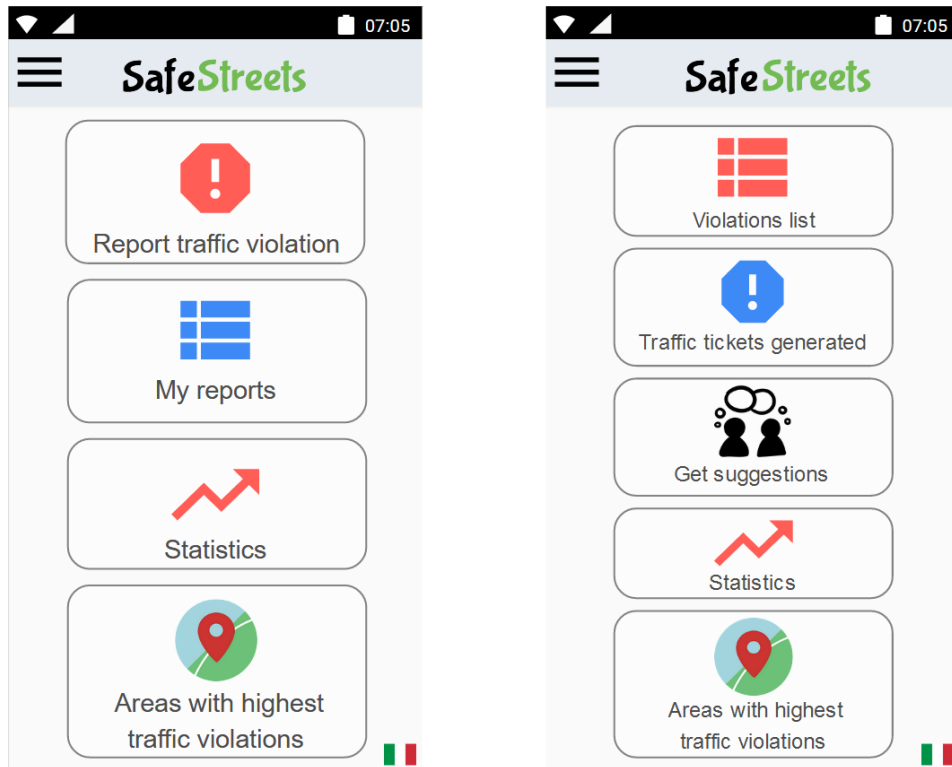 07:05
SafeStreets
Report traffic violation
My reports
Statistics
Areas with highest
traffic violations
07:05
SafeStreets
Violations list
Traffic tickets generated
Get suggestions
Statistics
Areas with highest
traffic violations